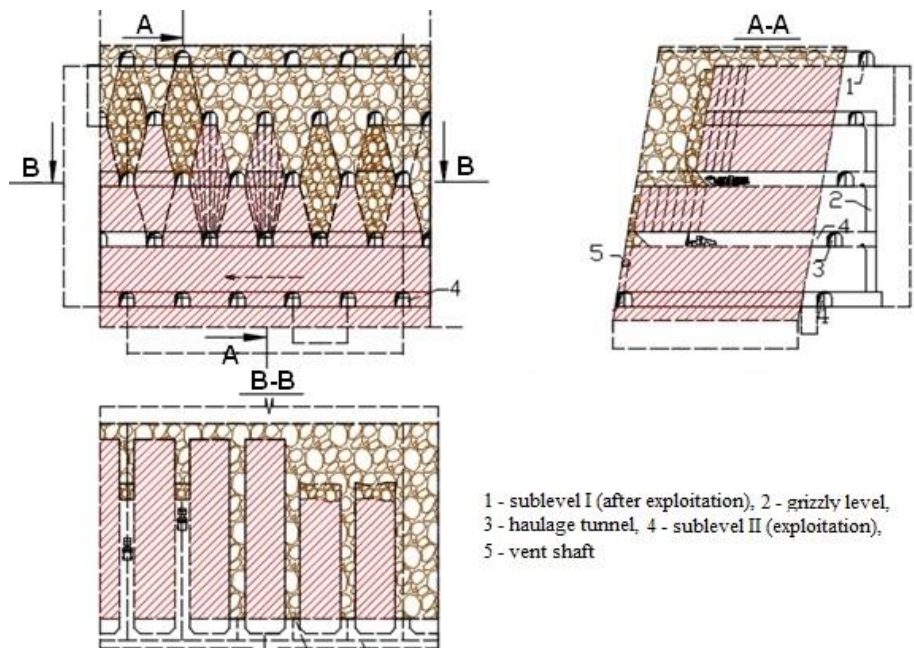 A
A-A
1
B
B
2
4
5
3
4
4
A
B-B
1 - sublevel I (after exploitation), 2 - grizzly level,
3 - haulage tunnel, 4 - sublevel II (exploitation),
5 - vent shaft